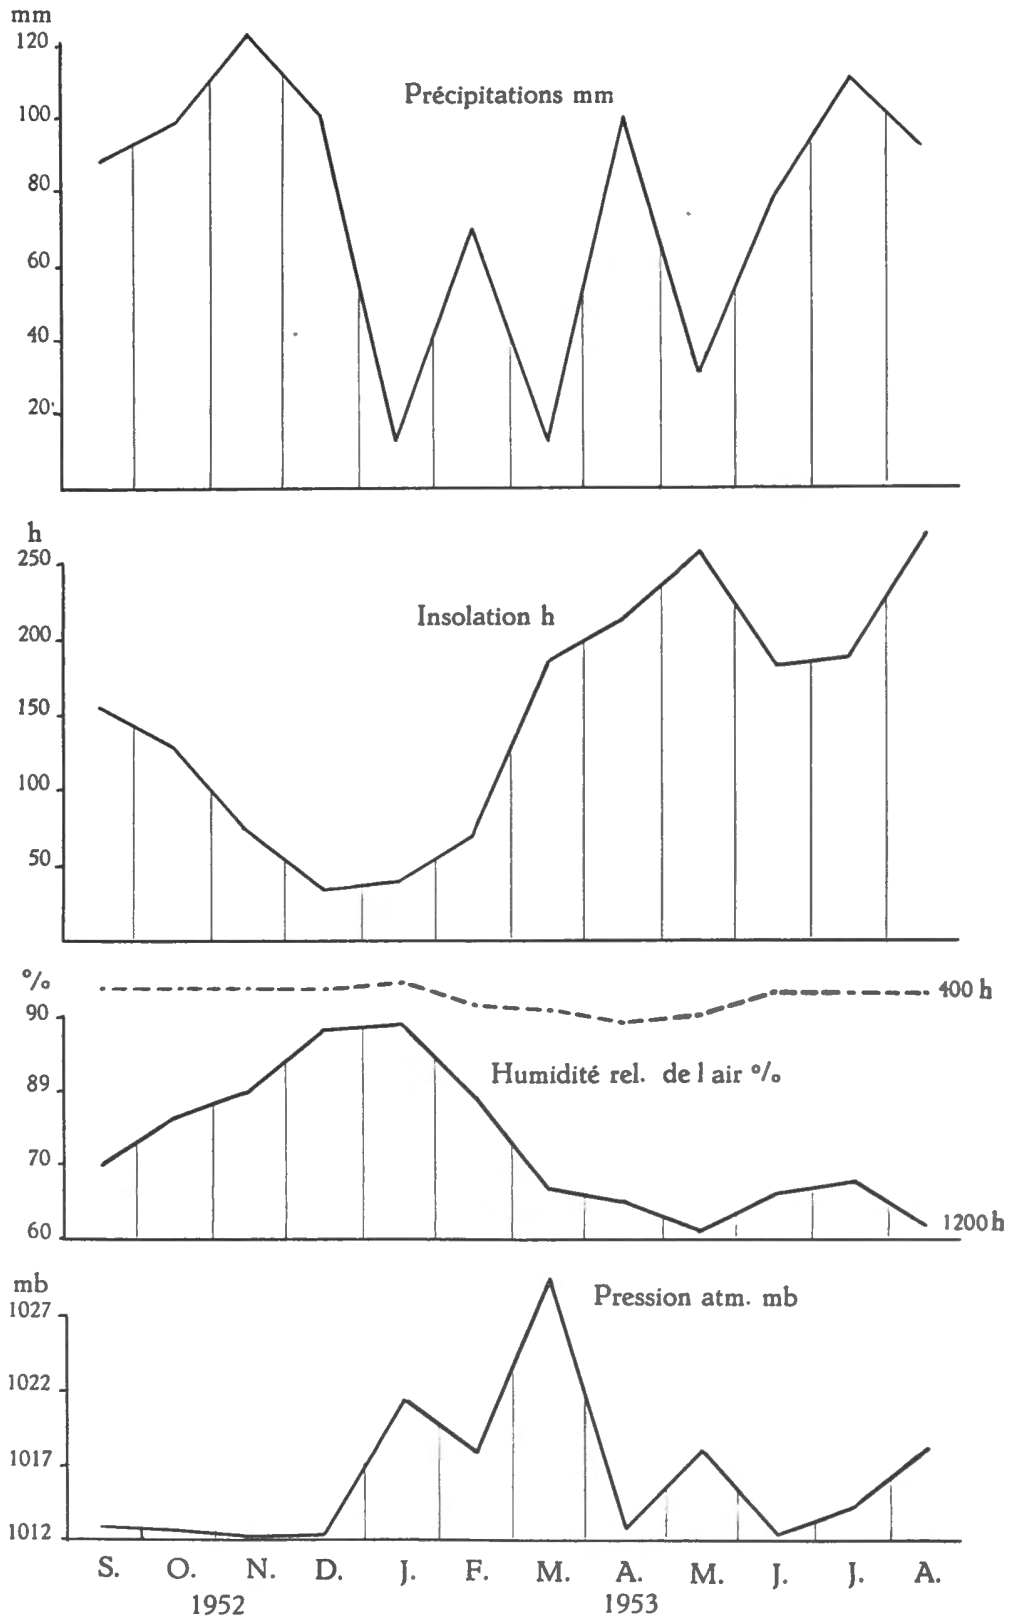 mm
120
Précipitations mm
100
80
60
40
20
h
250
Insolation h
200
150
100
50
%
400 h
90
Humidité rel. de l air %
89
70
60
1200 h
mb
Pression atm. mb
1027
1022
1017
1012
S. O. N. D. J. F. M. A. M. J. J. A.
1952 1953